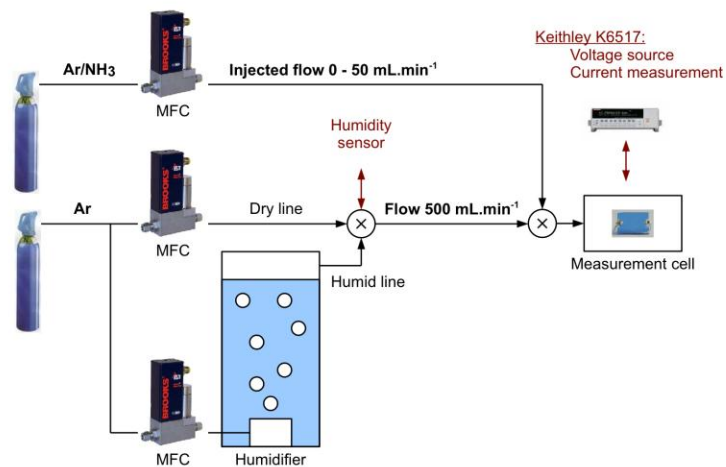 Keithley K6517:
Voltage source
Current measurement
Ar/NH3
BROOKS
Injected flow 0 - 50 mL.min-1
MFC
Humidity
sensor
BROOKS
Ar
Dry line
Flow 500 mL.min-1
MFC
Humid line
Measurement cell
BROOKS
MFC
Humidifier